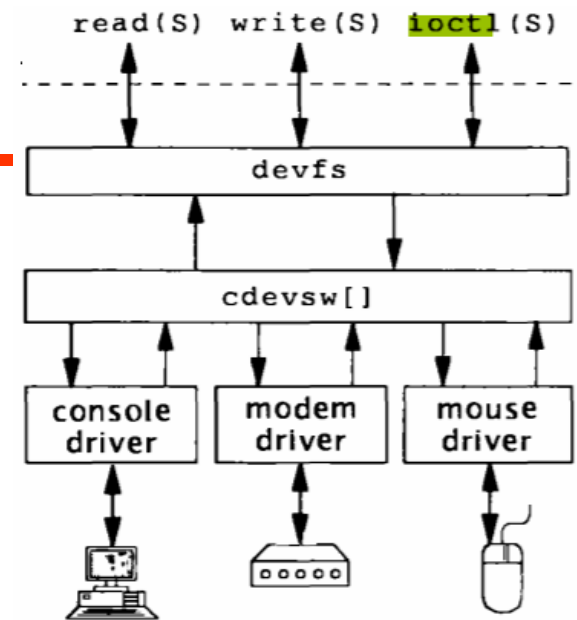 read(S) write(S) ioctl(S)
devfs
cdevsw[]
console
driver
modem
driver
mouse
driver